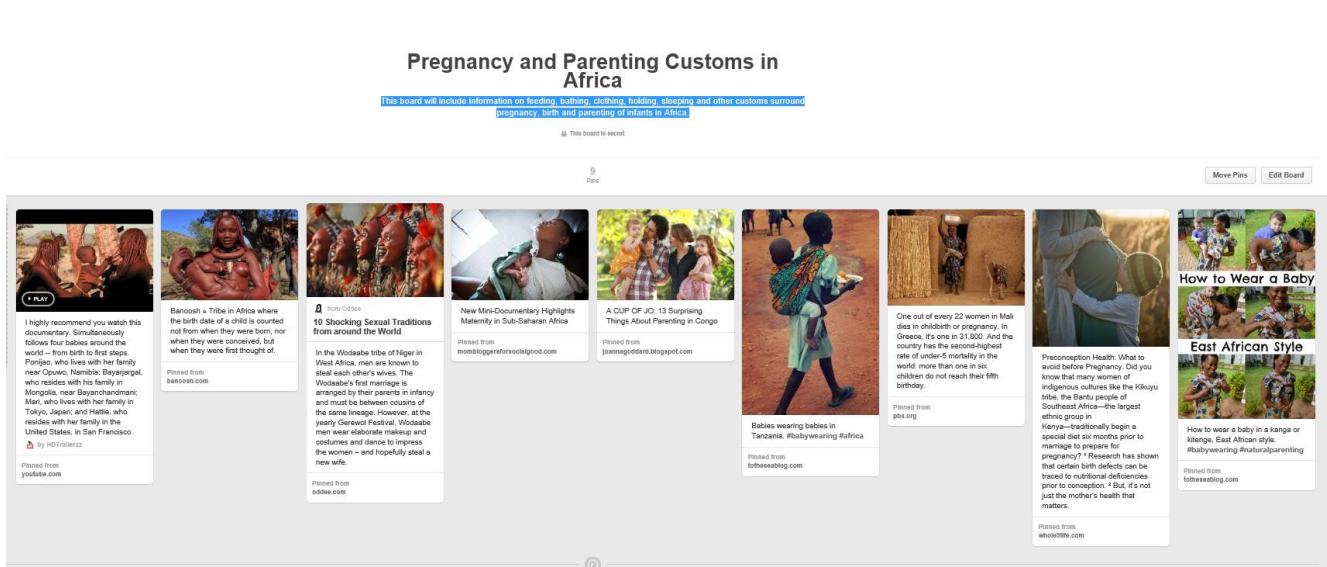 Pregnancy and Parenting Customs in
Africa
This board will include information on feeding, bathing, clothing, holding, sleeping and other customs surround
pregnancy, birth and parenting of infants in Africa.
This board is secret
9
Pins
Move Pins
Edit Board
PLAY
I highly recommend you watch this
documentary. Simultaneously
follows four babies around the
world -- from birth to first steps.
Ponijao, who lives with her family
near Opuwo, Namibia; Bayarjargal,
who resides with his family in
Mongolia, near Bayanchandmani;
Mari, who lives with her family in
Tokyo, Japan; and Hattie, who
resides with her family in the
United States, in San Francisco.
by HDTrailerzz
Pinned from
youtube.com
Banoosh » Tribe in Africa where
the birth date of a child is counted
not from when they were born, nor
when they were conceived, but
when they were first thought of.
Pinned from
banoosh.com
from Oddee
10 Shocking Sexual Traditions
from around the World
In the Wodaabe tribe of Niger in
West Africa, men are known to
steal each other's wives. The
Wodaabe's first marriage is
arranged by their parents in infancy
and must be between cousins of
the same lineage. However, at the
yearly Gerewol Festival, Wodaabe
men wear elaborate makeup and
costumes and dance to impress
the women – and hopefully steal a
new wife.
Pinned from
oddee.com
New Mini-Documentary Highlights
Maternity in Sub-Saharan Africa
Pinned from
mombloggersforsocialgood.com
A CUP OF JO: 13 Surprising
Things About Parenting in Congo
Pinned from
joannagoddard.blogspot.com
Babies wearing babies in
Tanzania. #babywearing #africa
Pinned from
totheseablog.com
One out of every 22 women in Mali
dies in childbirth or pregnancy. In
Greece, it's one in 31,800. And the
country has the second-highest
rate of under-5 mortality in the
world: more than one in six
children do not reach their fifth
birthday.
Pinned from
pbs.org
Preconception Health: What to
avoid before Pregnancy. Did you
know that many women of
indigenous cultures like the Kikuyu
tribe, the Bantu people of
Southeast Africa—the largest
ethnic group in
Kenya—traditionally begin a
special diet six months prior to
marriage to prepare for
pregnancy? ¹ Research has shown
that certain birth defects can be
traced to nutritional deficiencies
prior to conception. ² But, it's not
just the mother's health that
matters.
Pinned from
whole9life.com
How to Wear a Baby
East African Style
How to wear a baby in a kanga or
kitenge, East African style.
#babywearing #naturalparenting
Pinned from
totheseablog.com